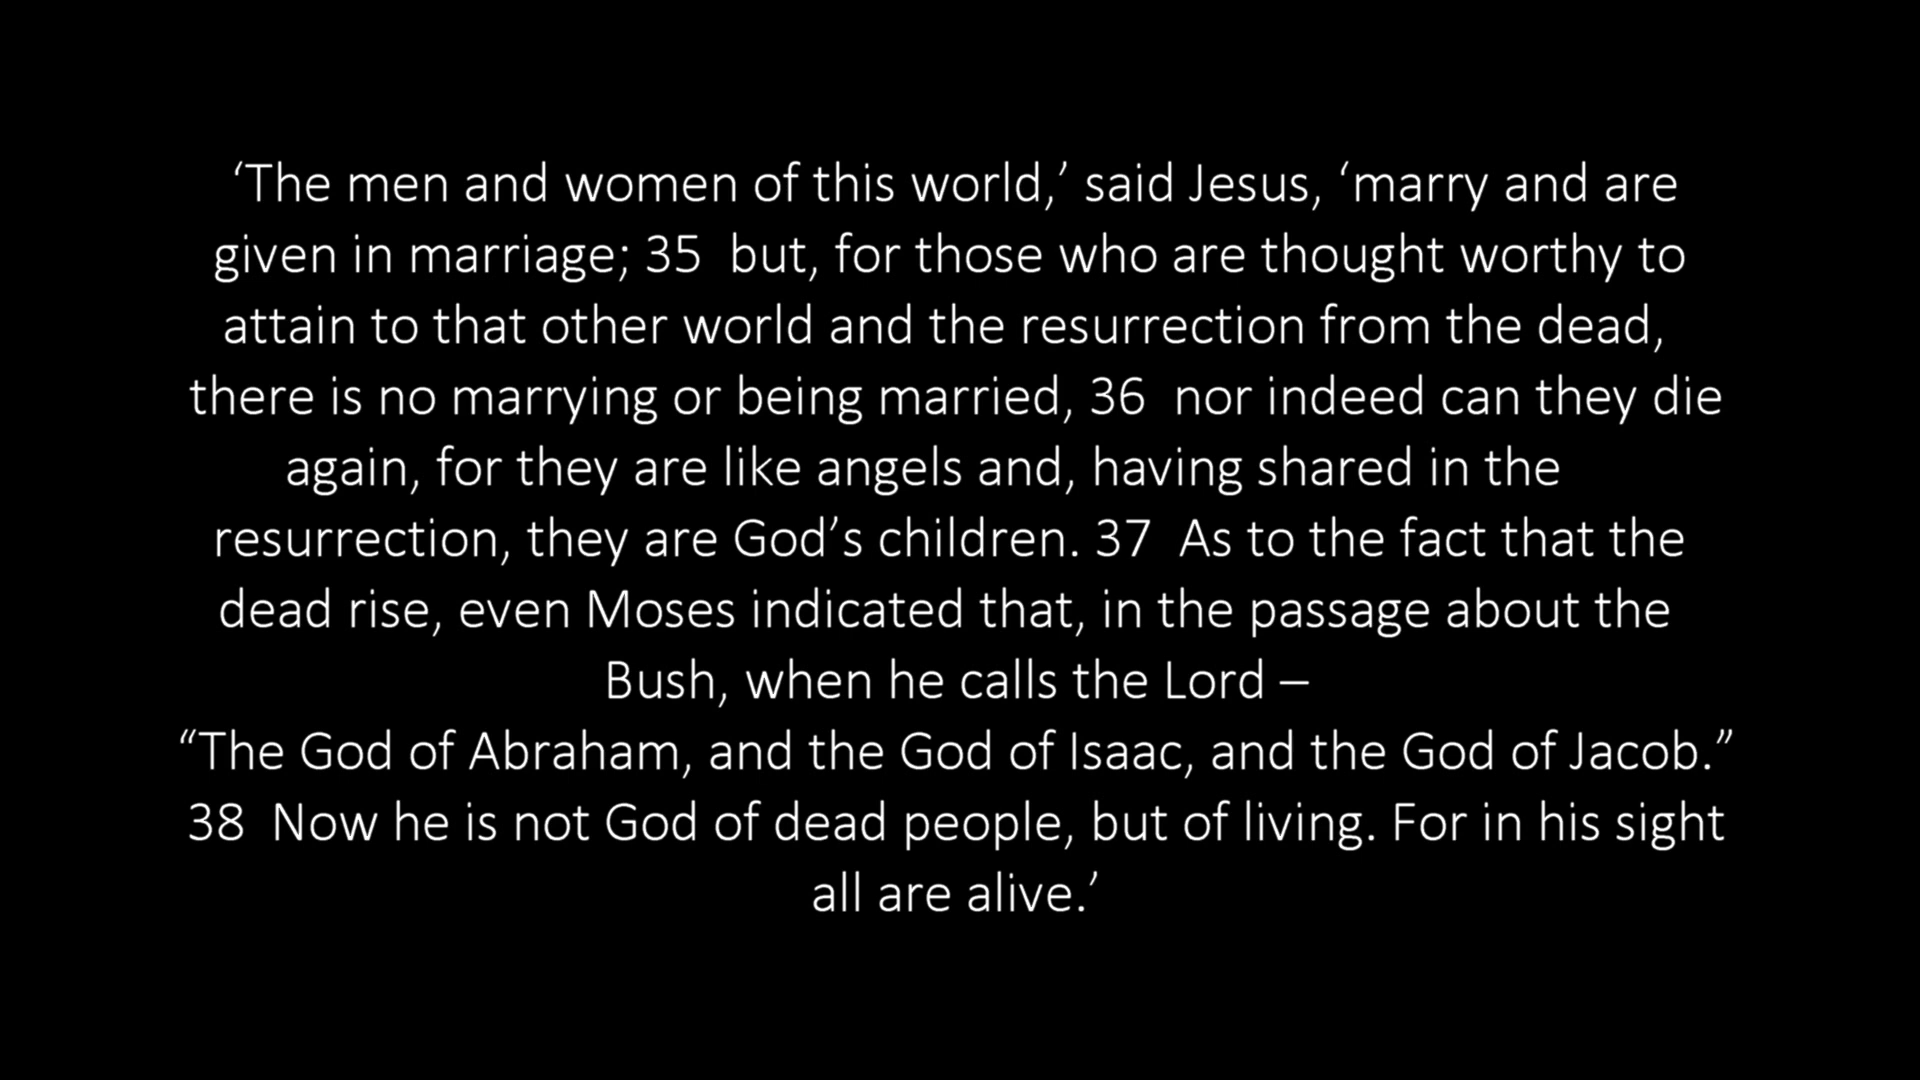 ‘The men and women of this world,’ said Jesus, ‘marry and are
given in marriage; 35  but, for those who are thought worthy to
attain to that other world and the resurrection from the dead,
there is no marrying or being married, 36  nor indeed can they die
again, for they are like angels and, having shared in the
resurrection, they are God’s children. 37  As to the fact that the
dead rise, even Moses indicated that, in the passage about the
Bush, when he calls the Lord –
“The God of Abraham, and the God of Isaac, and the God of Jacob.”
38  Now he is not God of dead people, but of living. For in his sight
all are alive.’